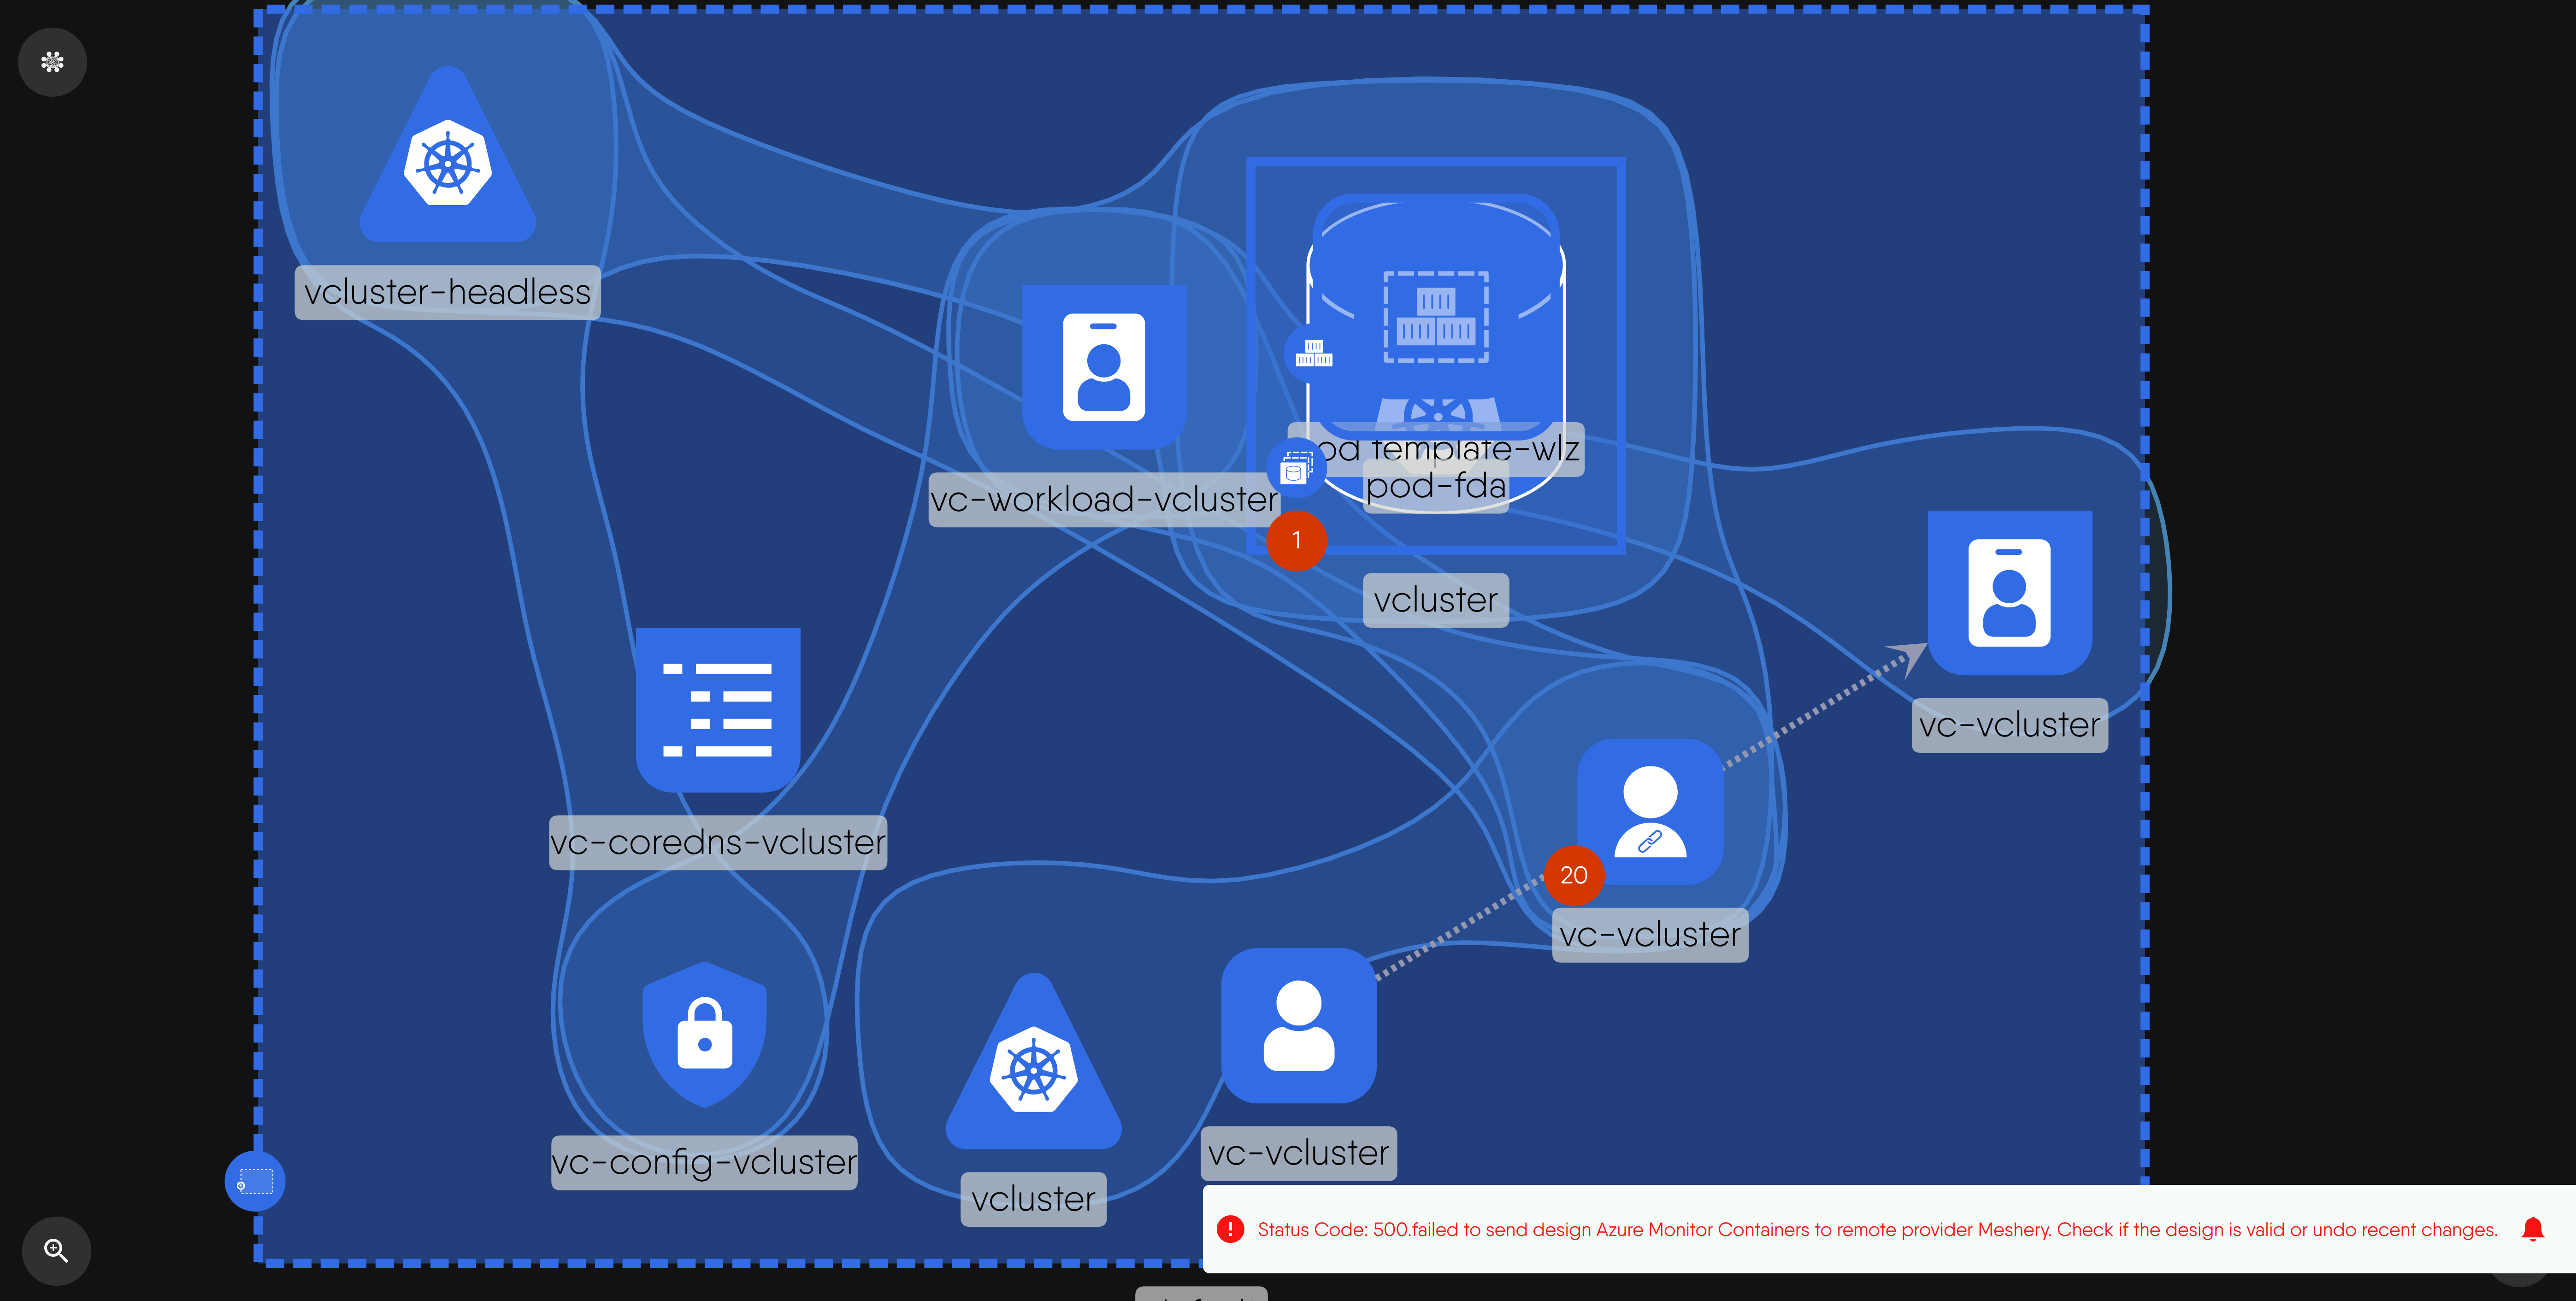 vcluster-headless
od template-wlz
pod-fda
vc-workload-vcluster
1
vcluster
vc-vcluster
vc-coredns-vcluster
20
vc-vcluster
vc-config-vcluster
vc-vcluster
vcluster
Status Code: 500.failed to send design Azure Monitor Containers to remote provider Meshery. Check if the design is valid or undo recent changes.